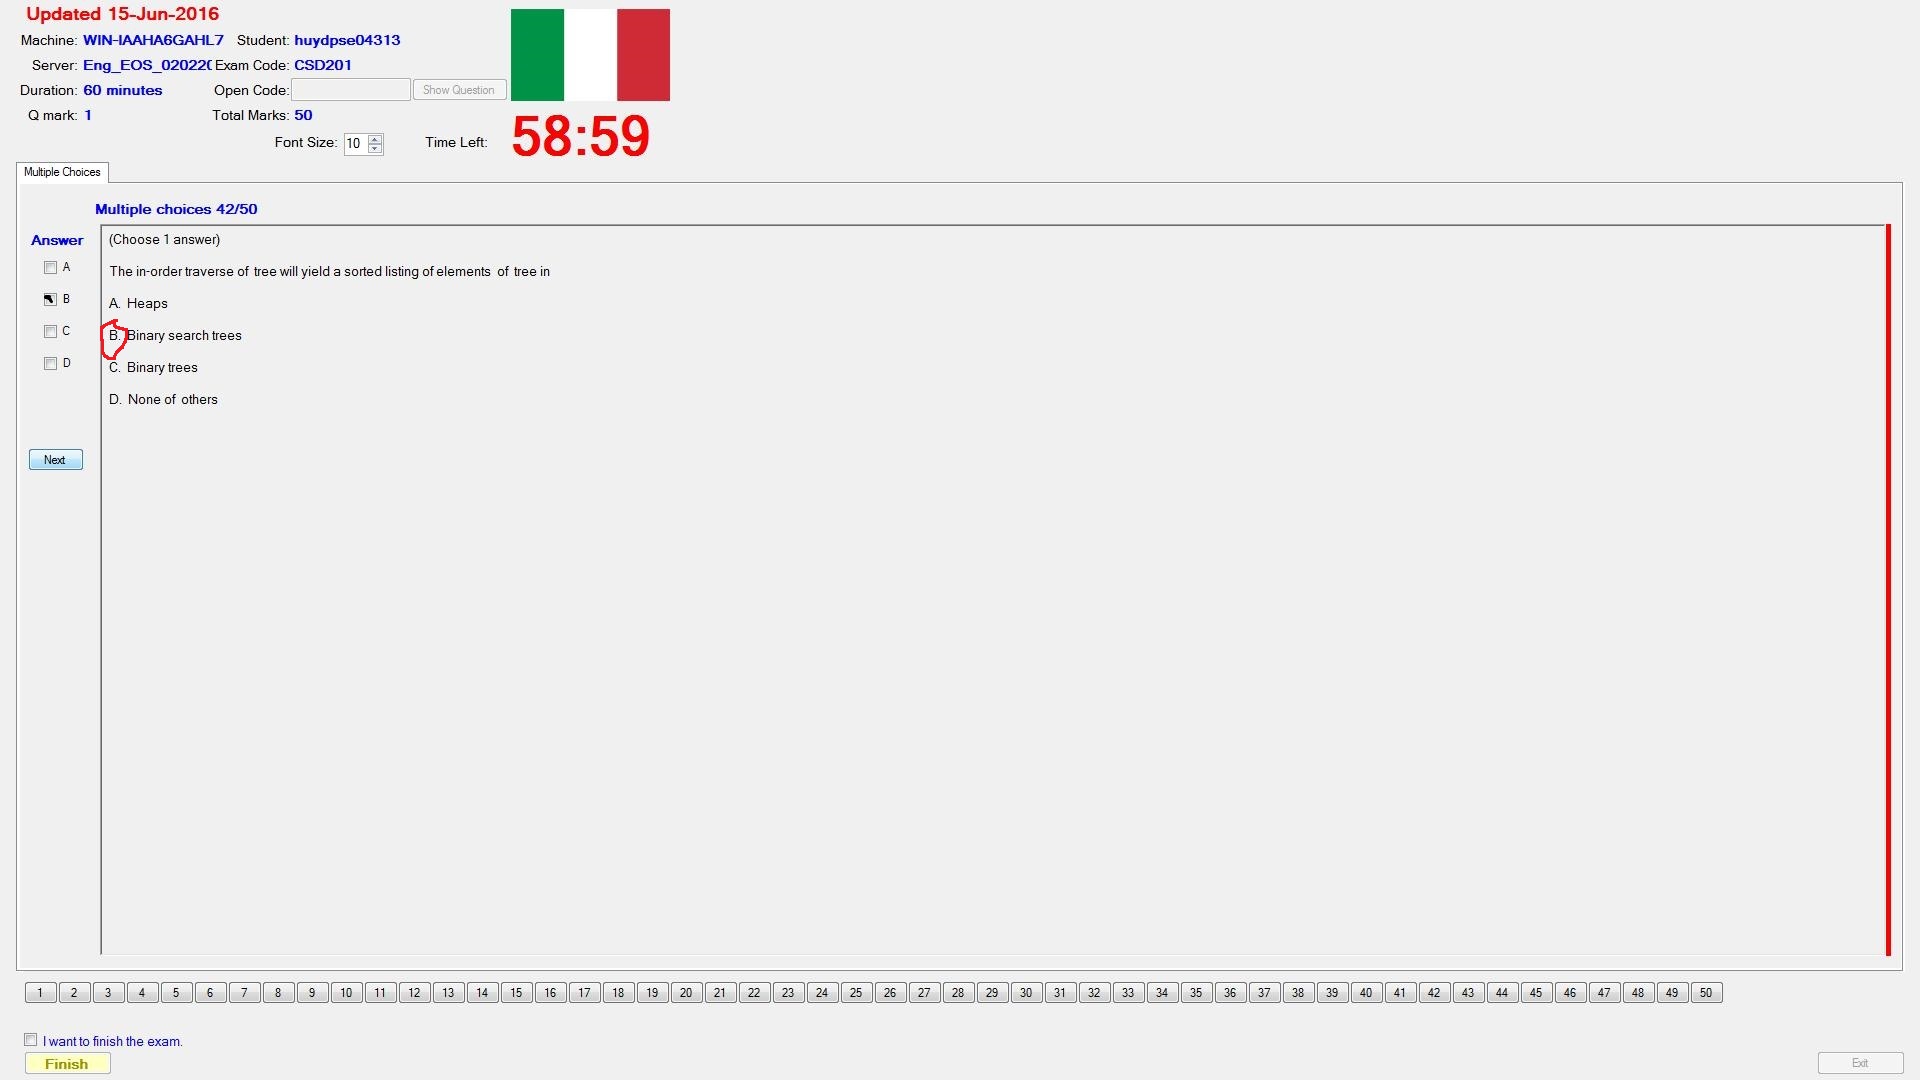 Updated 15-Jun-2016
Machine: WIN-IAAHA6GAHL7 Student: huydpse04313
Server: Eng_EOS_020220 Exam Code: CSD201
Duration: 60 minutes Open Code: Show Question
Q mark: 1 Total Marks: 50
Font Size: 10 Time Left: 58:59
Multiple Choices
Multiple choices 42/50
Answer
(Choose 1 answer)
A
The in-order traverse of tree will yield a sorted listing of elements of tree in
B
A. Heaps
C
B. Binary search trees
D
C. Binary trees
D. None of others
Next
1 2 3 4 5 6 7 8 9 10 11 12 13 14 15 16 17 18 19 20 21 22 23 24 25 26 27 28 29 30 31 32 33 34 35 36 37 38 39 40 41 42 43 44 45 46 47 48 49 50
I want to finish the exam.
Finish
Exit